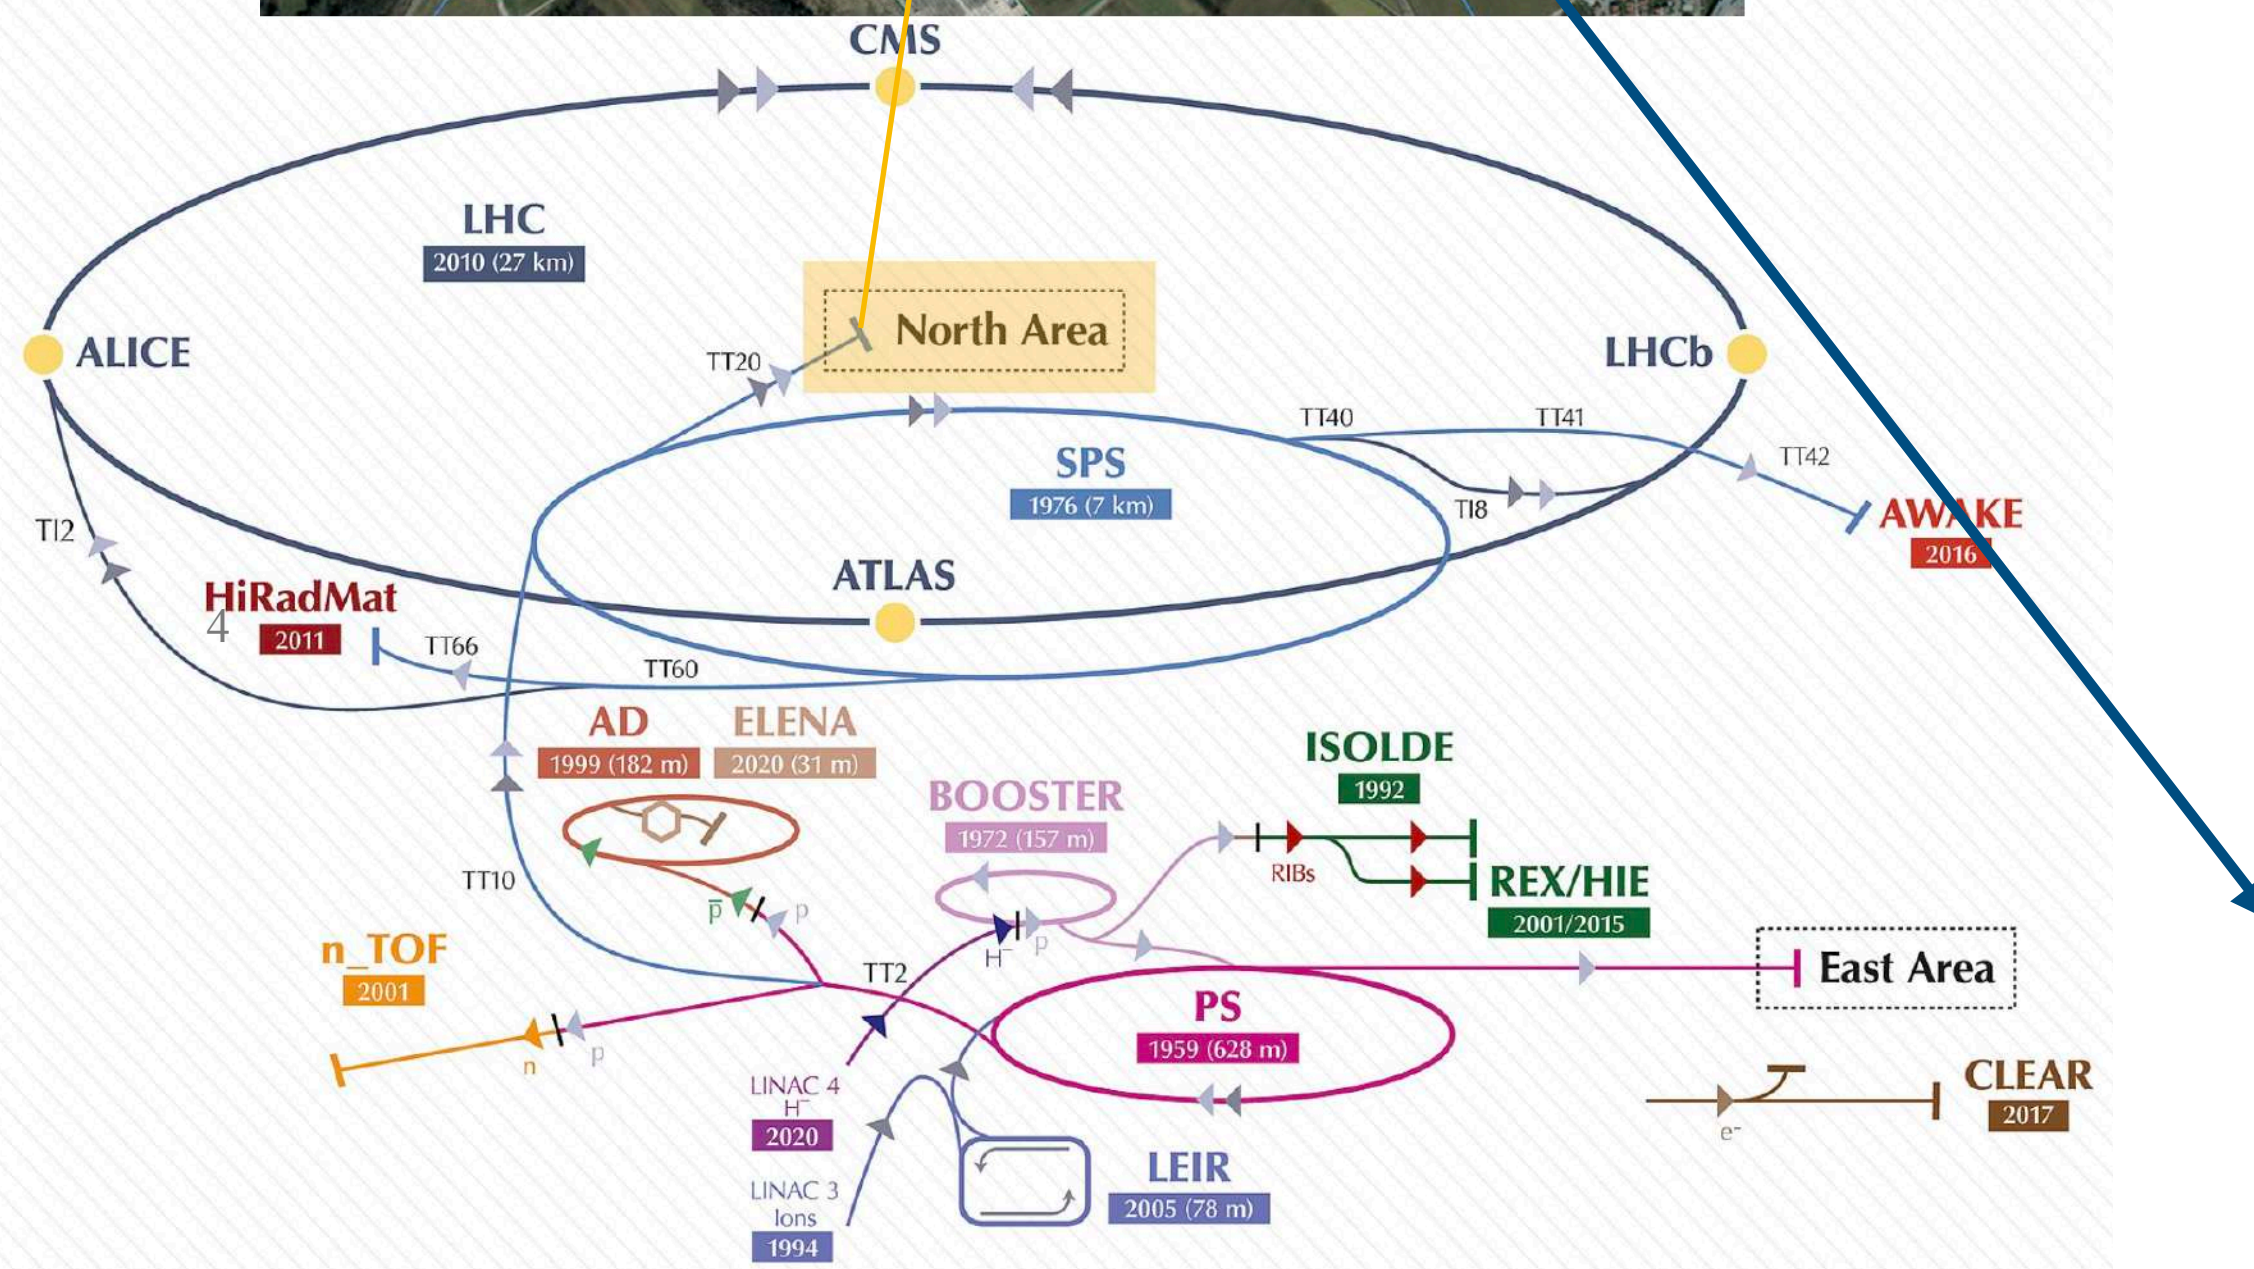 CMS
LHC
2010 (27 km)
North Area
ALICE
TT20
LHCb
TT40
TT41
SPS
1976 (7 km)
TT42
TI8
AWAKE
2016
TI2
ATLAS
HiRadMat
4
2011
TT66
TT60
AD
1999 (182 m)
ELENA
2020 (31 m)
ISOLDE
1992
BOOSTER
1972 (157 m)
TT10
RIBs
REX/HIE
2001/2015
p̅
p
n_TOF
2001
H⁻
p
TT2
East Area
PS
1959 (628 m)
n
p
LINAC 4
H⁻
2020
CLEAR
2017
e⁻
LEIR
2005 (78 m)
LINAC 3
Ions
1994